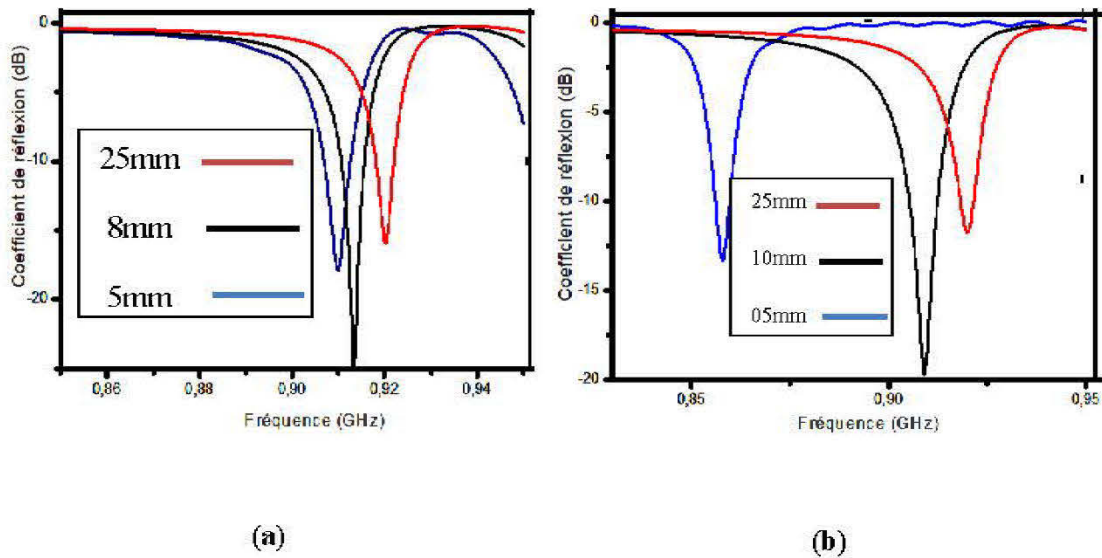 Coefficient de réflexion (dB)
0
-10
-20
25mm
8mm
5mm
0,86
0,88
0,90
0,92
0,94
Fréquence (GHz)
(a)
Coefficient de réflexion (dB)
0
-5
-10
-15
-20
25mm
10mm
05mm
0,85
0,90
0,95
Fréquence (GHz)
(b)